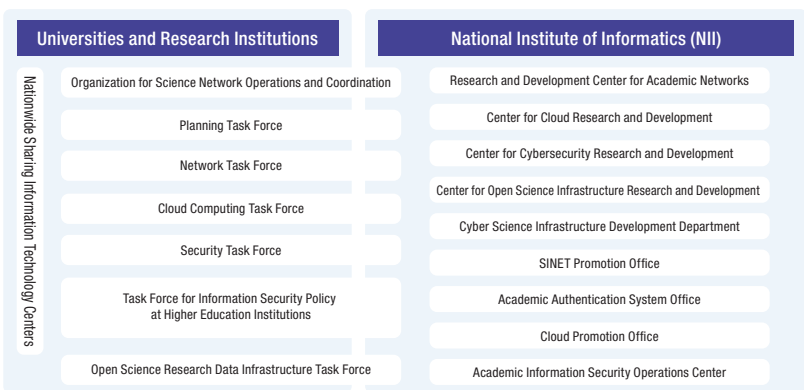 Universities and Research Institutions
Nationwide Sharing Information Technology Centers
Organization for Science Network Operations and Coordination
Planning Task Force
Network Task Force
Cloud Computing Task Force
Security Task Force
Task Force for Information Security Policy
at Higher Education Institutions
Open Science Research Data Infrastructure Task Force
National Institute of Informatics (NII)
Research and Development Center for Academic Networks
Center for Cloud Research and Development
Center for Cybersecurity Research and Development
Center for Open Science Infrastructure Research and Development
Cyber Science Infrastructure Development Department
SINET Promotion Office
Academic Authentication System Office
Cloud Promotion Office
Academic Information Security Operations Center